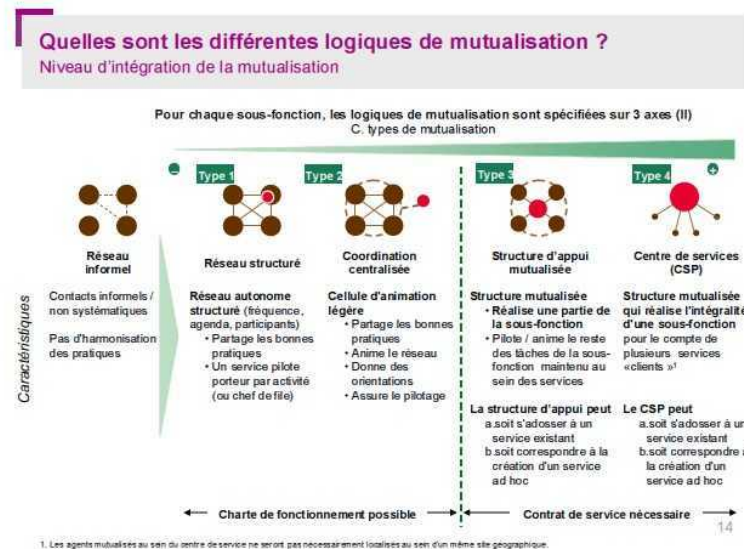 Quelles sont les différentes logiques de mutualisation ?
Niveau d'intégration de la mutualisation
Pour chaque sous-fonction, les logiques de mutualisation sont spécifiées sur 3 axes (II)
C. types de mutualisation
–
Type 1
Type 2
Type 3
Type 4
+
Caractéristiques
Réseau
informel
Contacts informels /
non systématiques
Pas d'harmonisation
des pratiques
Réseau structuré
Réseau autonome
structuré (fréquence,
agenda, participants)
• Partage les bonnes
pratiques
• Un service pilote
porteur par activité
(ou chef de file)
Coordination
centralisée
Cellule d'animation
légère
• Partage les bonnes
pratiques
• Anime le réseau
• Donne des
orientations
• Assure le pilotage
Structure d'appui
mutualisée
Structure mutualisée
• Réalise une partie de
la sous-fonction
• Pilote / anime le reste
des tâches de la sous-
fonction maintenu au
sein des services
La structure d'appui peut
a.soit s'adosser à un
service existant
b.soit correspondre à la
création d'un service
ad hoc
Centre de services
(CSP)
Structure mutualisée
qui réalise l'intégralité
d'une sous-fonction
pour le compte de
plusieurs services
«clients »¹
Le CSP peut
a.soit s'adosser à un
service existant
b.soit correspondre à
la création d'un
service ad hoc
Charte de fonctionnement possible
Contrat de service nécessaire
14
1. Les agents mutualisés au sein du centre de service ne seront pas nécessairement localisés au sein d'un même site géographique.